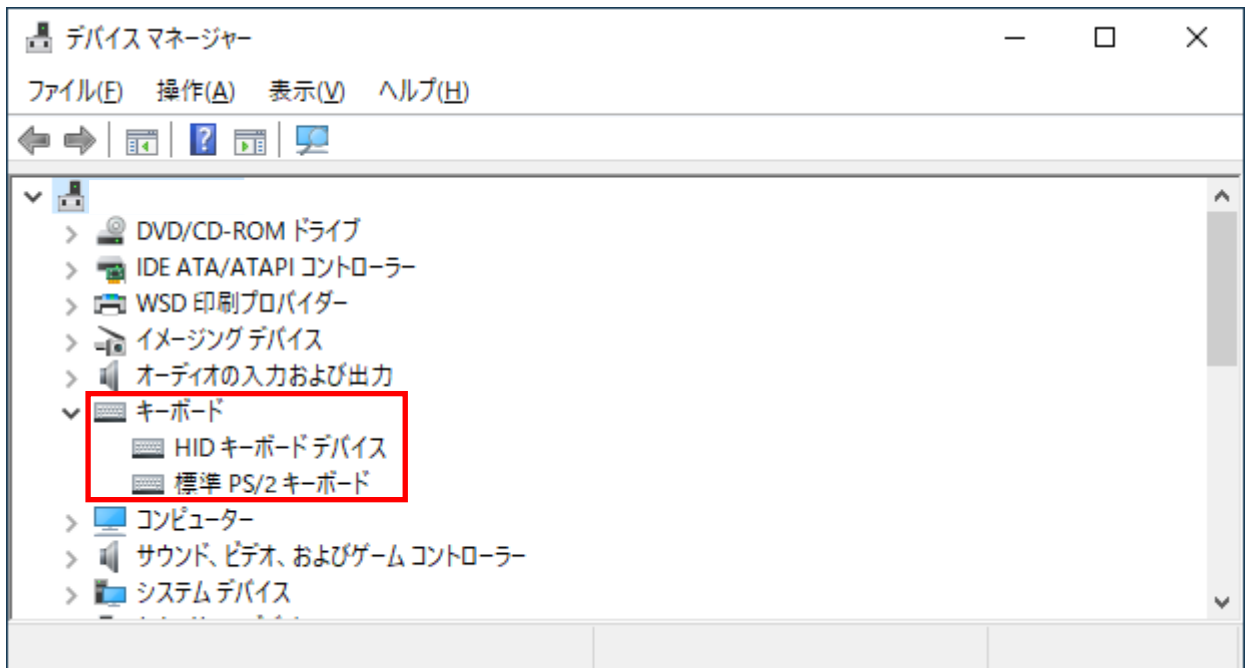 デバイス マネージャー
ファイル(F) 操作(A) 表示(V) ヘルプ(H)
?
DVD/CD-ROM ドライブ
IDE ATA/ATAPI コントローラー
WSD 印刷プロバイダー
イメージング デバイス
オーディオの入力および出力
キーボード
HID キーボード デバイス
標準 PS/2 キーボード
コンピューター
サウンド、ビデオ、およびゲーム コントローラー
システム デバイス